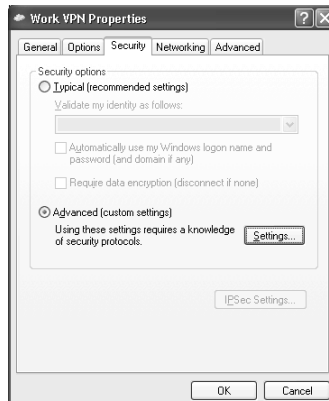 Work VPN Properties
General Options Security Networking Advanced
Security options
Typical (recommended settings)
Validate my identity as follows:
Automatically use my Windows logon name and
password (and domain if any)
Require data encryption (disconnect if none)
Advanced (custom settings)
Using these settings requires a knowledge
of security protocols.
Settings...
IPSec Settings...
OK Cancel